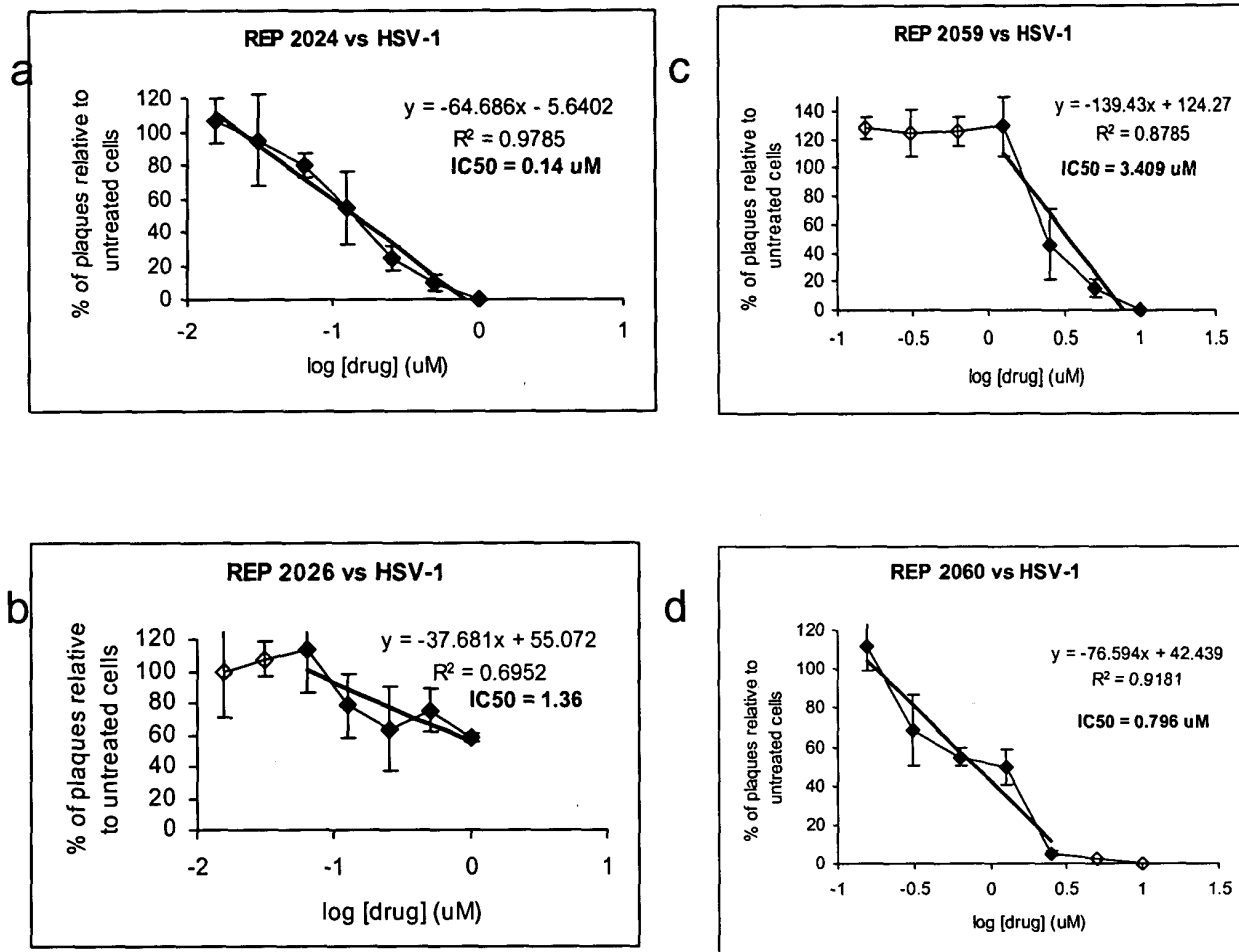 a
REP 2024 vs HSV-1
% of plaques relative to
untreated cells
120
100
80
60
40
20
0
y = -64.686x - 5.6402
R² = 0.9785
IC50 = 0.14 uM
-2 -1 0 1
log [drug] (uM)
c
REP 2059 vs HSV-1
% of plaques relative to
untreated cells
140
120
100
80
60
40
20
0
y = -139.43x + 124.27
R² = 0.8785
IC50 = 3.409 uM
-1 -0.5 0 0.5 1 1.5
log [drug] (uM)
b
REP 2026 vs HSV-1
% of plaques relative
to untreated cells
120
100
80
60
40
20
0
y = -37.681x + 55.072
R² = 0.6952
IC50 = 1.36
-2 -1 0 1
log [drug] (uM)
d
REP 2060 vs HSV-1
% of plaques relative to
untreated cells
120
100
80
60
40
20
0
y = -76.594x + 42.439
R² = 0.9181
IC50 = 0.796 uM
-1 -0.5 0 0.5 1 1.5
log [drug] (uM)